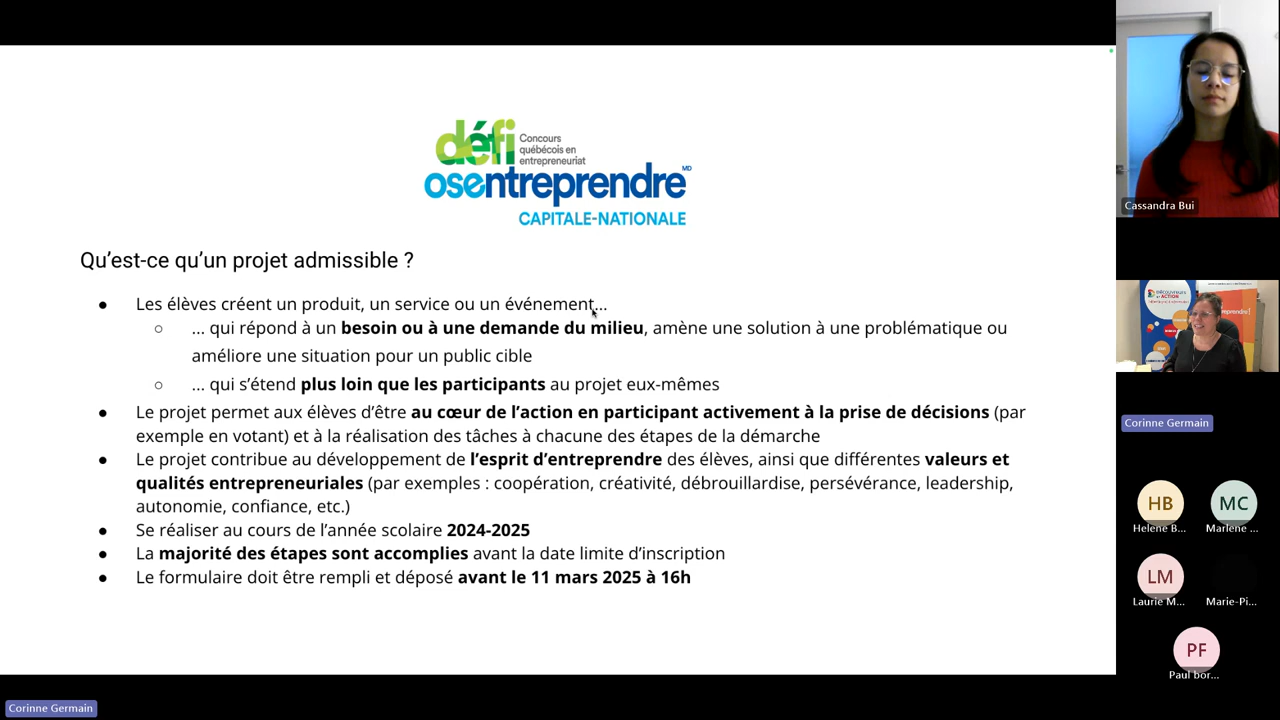 défi
Concours
québécois en
entrepreneuriat
osentreprendre MD
CAPITALE-NATIONALE
Qu'est-ce qu'un projet admissible ?
● Les élèves créent un produit, un service ou un événement...
○ ... qui répond à un besoin ou à une demande du milieu, amène une solution à une problématique ou
améliore une situation pour un public cible
○ ... qui s'étend plus loin que les participants au projet eux-mêmes
● Le projet permet aux élèves d'être au cœur de l'action en participant activement à la prise de décisions (par
exemple en votant) et à la réalisation des tâches à chacune des étapes de la démarche
● Le projet contribue au développement de l'esprit d'entreprendre des élèves, ainsi que différentes valeurs et
qualités entrepreneuriales (par exemples : coopération, créativité, débrouillardise, persévérance, leadership,
autonomie, confiance, etc.)
● Se réaliser au cours de l'année scolaire 2024-2025
● La majorité des étapes sont accomplies avant la date limite d'inscription
● Le formulaire doit être rempli et déposé avant le 11 mars 2025 à 16h
Corinne Germain
Cassandra Bui
Corinne Germain
HB MC
Helene B... Marlène ...
LM
Laurie M... Marie-Pi...
PF
Paul bor...